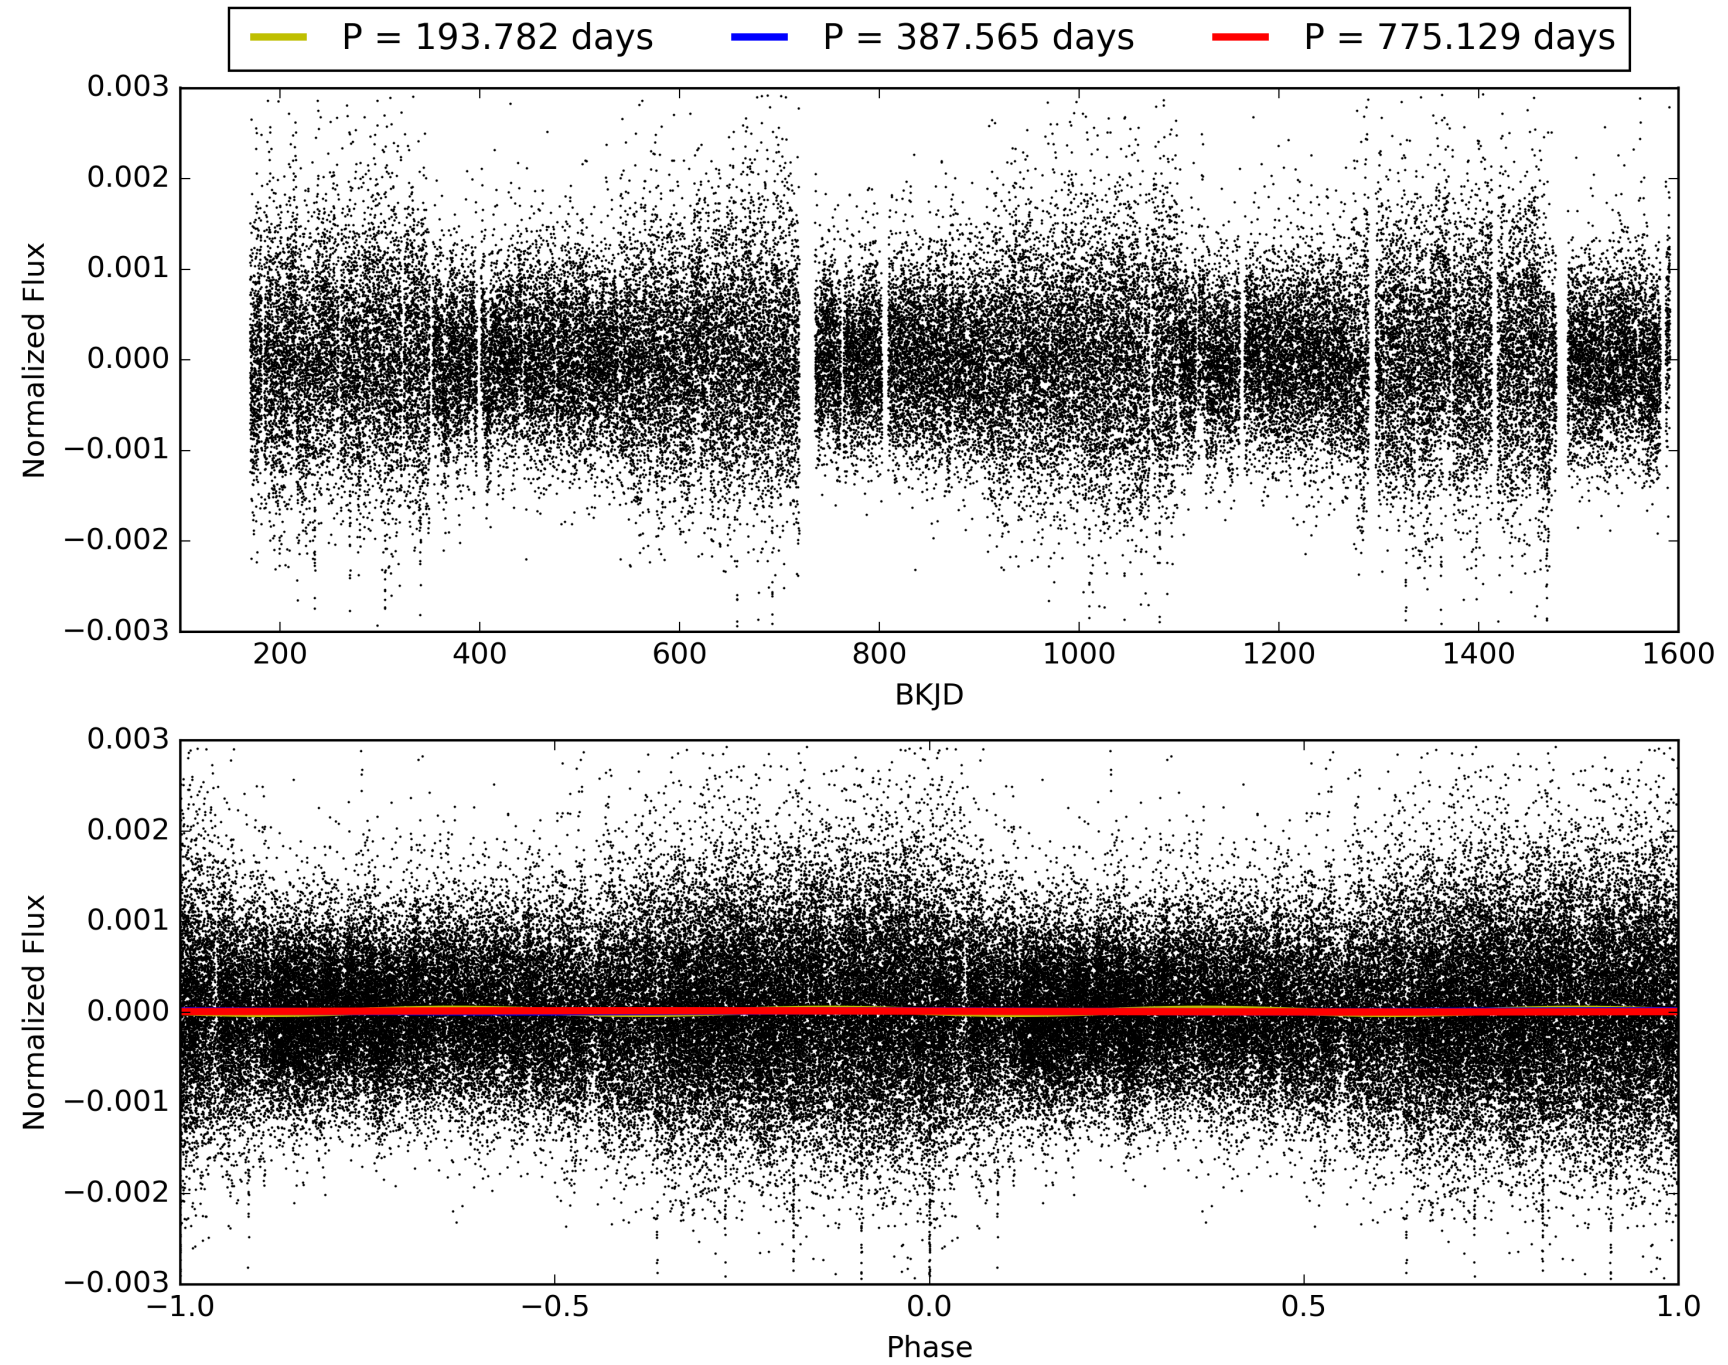 P = 193.782 days P = 387.565 days P = 775.129 days
0.003
0.002
0.001
0.000
−0.001
−0.002
−0.003
Normalized Flux
200 400 600 800 1000 1200 1400 1600
BKJD
0.003
0.002
0.001
0.000
−0.001
−0.002
−0.003
Normalized Flux
−1.0 −0.5 0.0 0.5 1.0
Phase